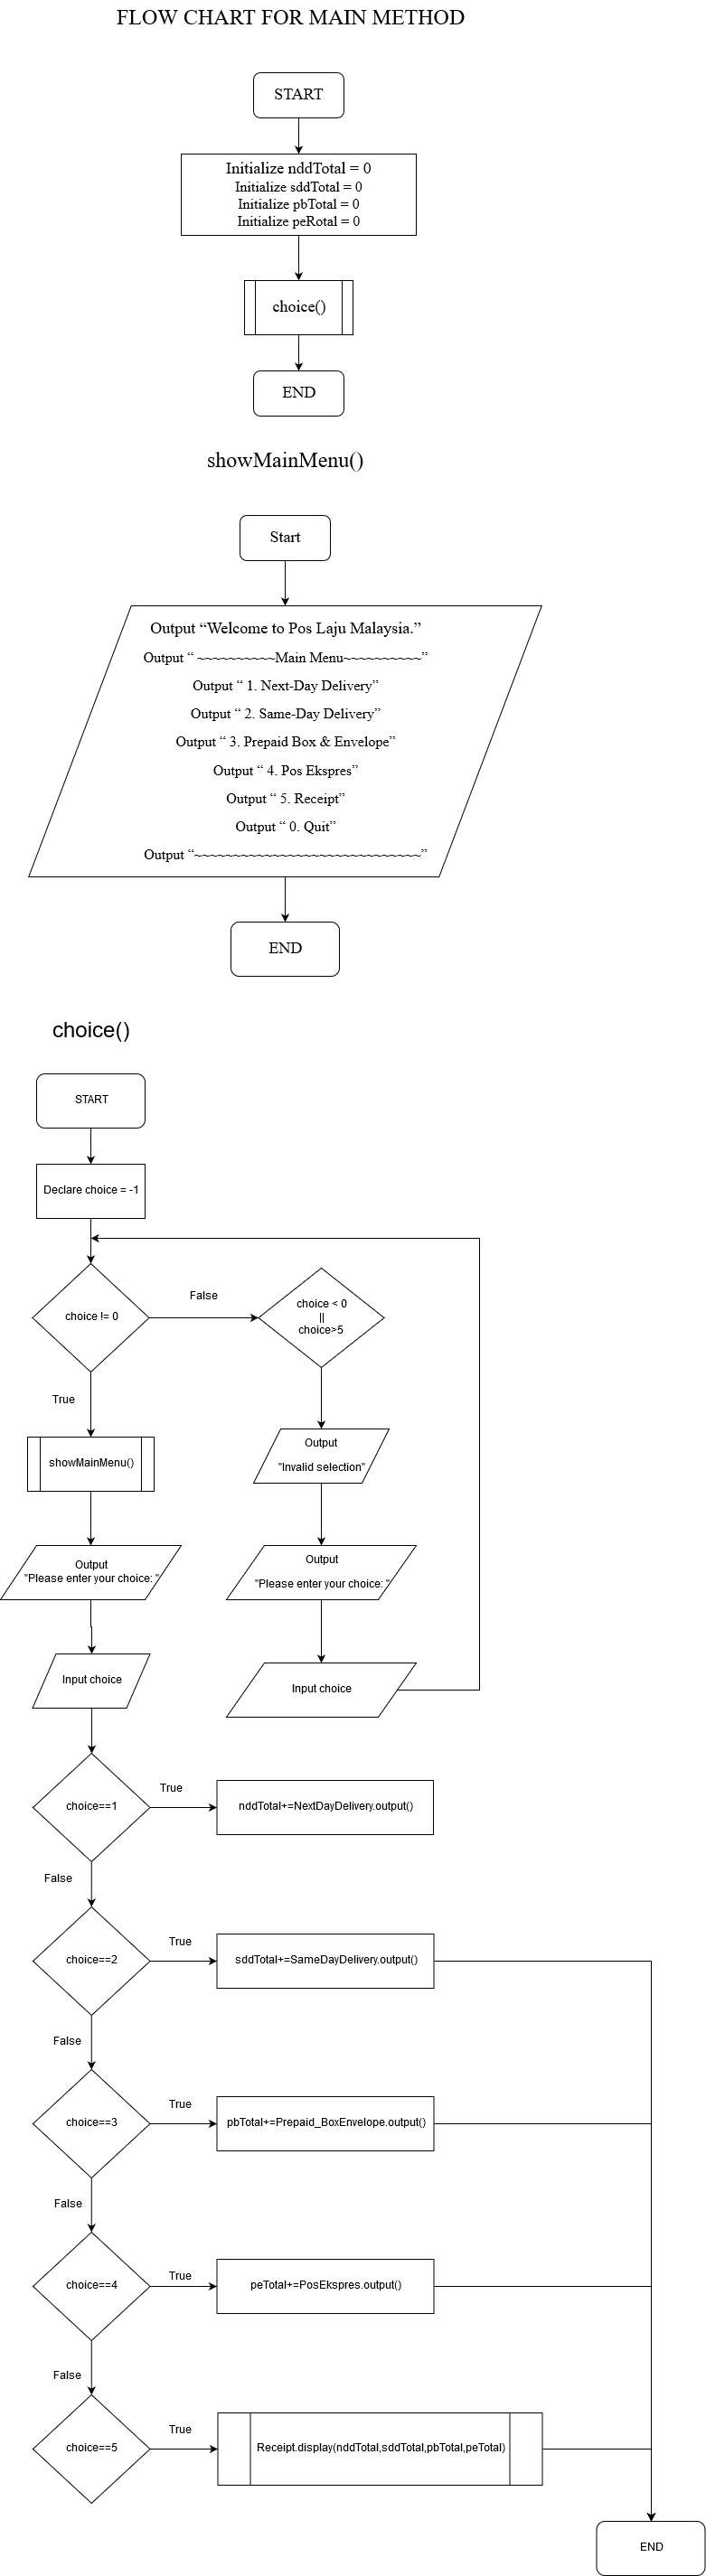 FLOW CHART FOR MAIN METHOD
START
Initialize nddTotal = 0
Initialize sddTotal = 0
Initialize pbTotal = 0
Initialize peRotal = 0
choice()
END
showMainMenu()
Start
Output “Welcome to Pos Laju Malaysia.”
Output “ ~~~~~~~~~~Main Menu~~~~~~~~~~”
Output “ 1. Next-Day Delivery”
Output “ 2. Same-Day Delivery”
Output “ 3. Prepaid Box & Envelope”
Output “ 4. Pos Ekspres”
Output “ 5. Receipt”
Output “ 0. Quit”
Output “~~~~~~~~~~~~~~~~~~~~~~~~~~~~~”
END
choice()
START
Declare choice = -1
choice != 0
False
choice < 0
||
choice>5
True
showMainMenu()
Output
"Invalid selection"
Output
"Please enter your choice: "
Output
"Please enter your choice: "
Input choice
Input choice
choice==1
True
nddTotal+=NextDayDelivery.output()
False
choice==2
True
sddTotal+=SameDayDelivery.output()
False
choice==3
True
pbTotal+=Prepaid_BoxEnvelope.output()
False
choice==4
True
peTotal+=PosEkspres.output()
False
choice==5
True
Receipt.display(nddTotal,sddTotal,pbTotal,peTotal)
END